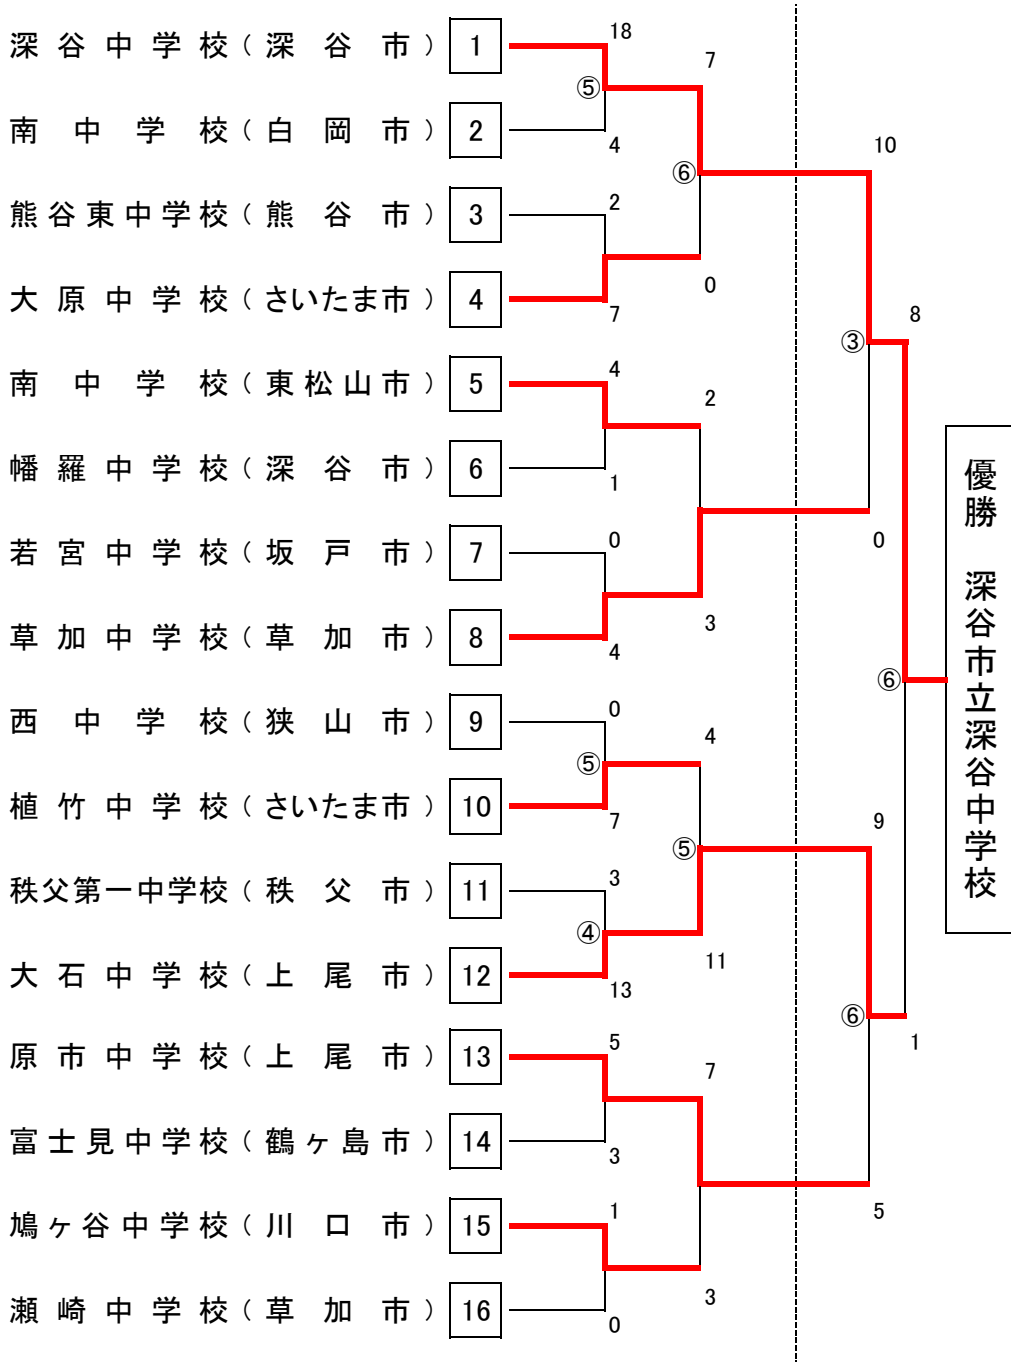 深谷中学校（深谷市） 1
南中学校（白岡市） 2
熊谷東中学校（熊谷市） 3
大原中学校（さいたま市） 4
南中学校（東松山市） 5
幡羅中学校（深谷市） 6
若宮中学校（坂戸市） 7
草加中学校（草加市） 8
西中学校（狭山市） 9
植竹中学校（さいたま市） 10
秩父第一中学校（秩父市） 11
大石中学校（上尾市） 12
原市中学校（上尾市） 13
富士見中学校（鶴ヶ島市） 14
鳩ヶ谷中学校（川口市） 15
瀬崎中学校（草加市） 16
18
⑤
4
2
7
4
1
0
4
0
⑤
7
3
④
13
5
3
1
0
7
⑥
0
2
3
4
⑤
11
7
3
10
③
0
9
⑥
5
8
⑥
1
優勝　深谷市立深谷中学校